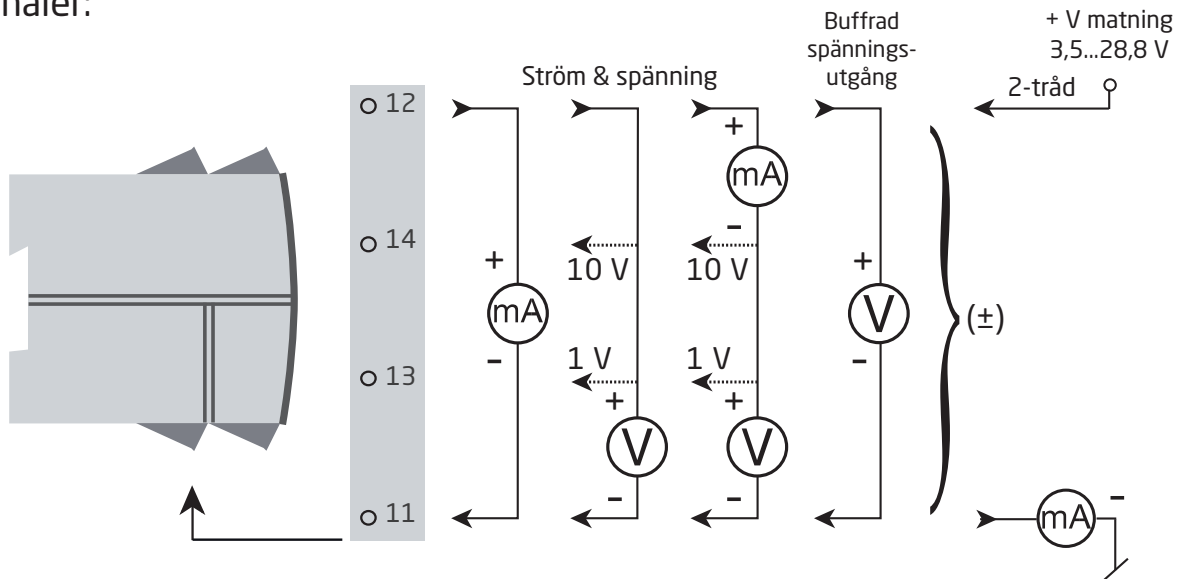 Buffrad
spännings-
utgång
+ V matning
3,5...28,8 V
Ström & spänning
2-tråd
12
+
mA
-
14
+
10 V
10 V
+
mA
V
(±)
13
-
1 V
1 V
-
+
+
V
V
-
-
11
mA
-